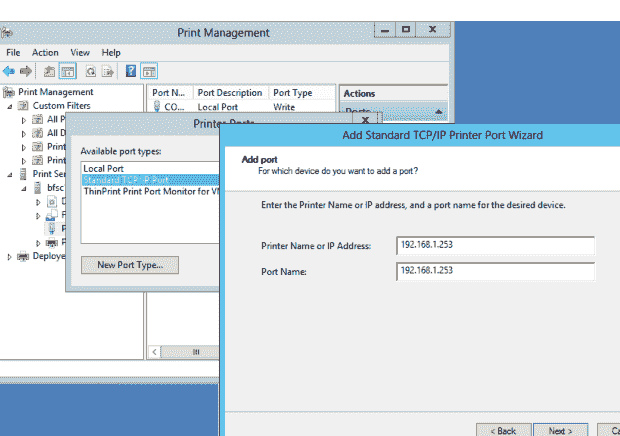 Print Management
File Action View Help
Print Management
Custom Filters
Deploye
Port N... Port Description Port Type
CO... Local Port Write
Actions
Ports
Printer Ports
Available port types:
Local Port
Standard TCP/IP Port
ThinPrint Print Port Monitor for VM
New Port Type...
Add Standard TCP/IP Printer Port Wizard
Add port
For which device do you want to add a port?
Enter the Printer Name or IP address, and a port name for the desired device.
Printer Name or IP Address: 192.168.1.253
Port Name: 192.168.1.253
< Back Next > Ca
All P
All D
Print
Print
Print Ser
bfsc